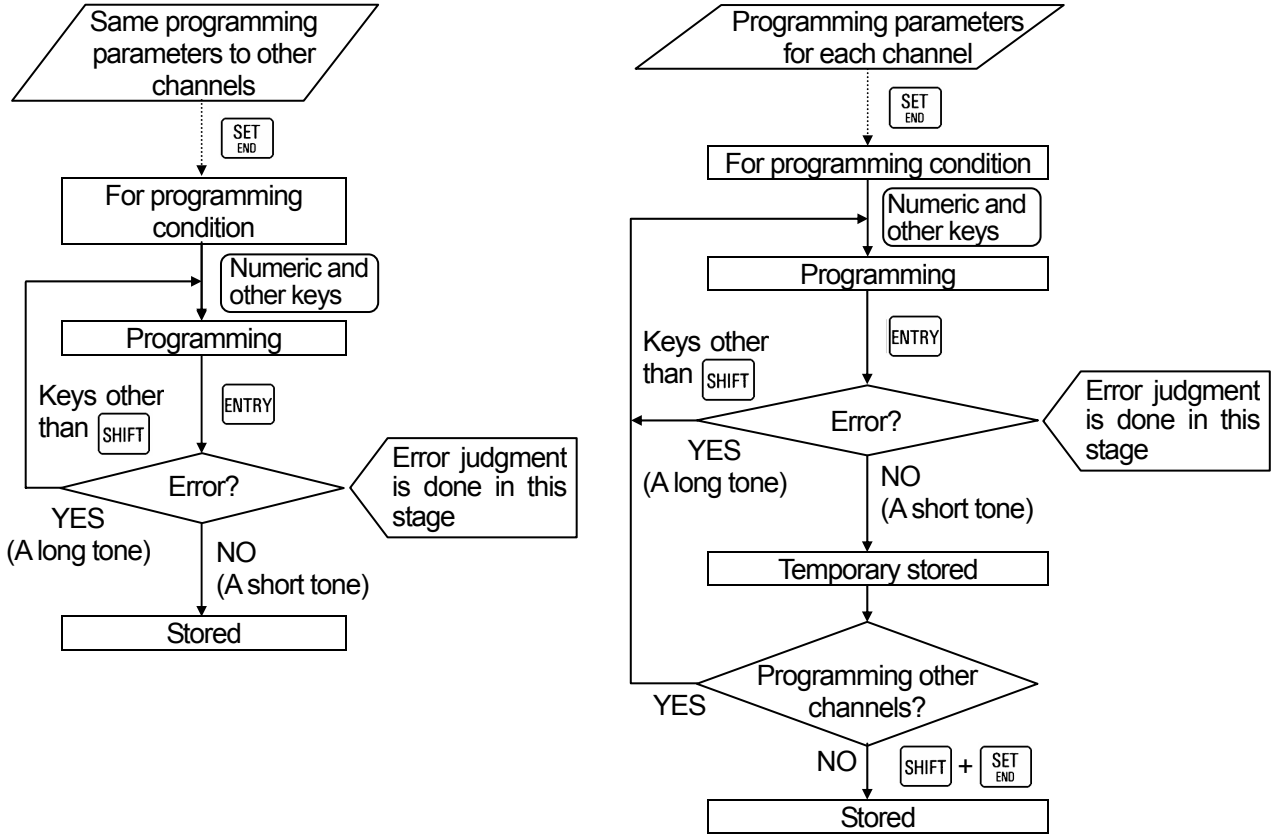 Same programming
parameters to other
channels
SET
END
For programming
condition
Numeric and
other keys
Programming
Keys other
than SHIFT
ENTRY
Error?
Error judgment
is done in this
stage
YES
(A long tone)
NO
(A short tone)
Stored
Programming parameters
for each channel
SET
END
For programming condition
Numeric and
other keys
Programming
Keys other
than SHIFT
ENTRY
Error?
Error judgment
is done in this
stage
YES
(A long tone)
NO
(A short tone)
Temporary stored
Programming other
channels?
YES
NO SHIFT + SET
END
Stored